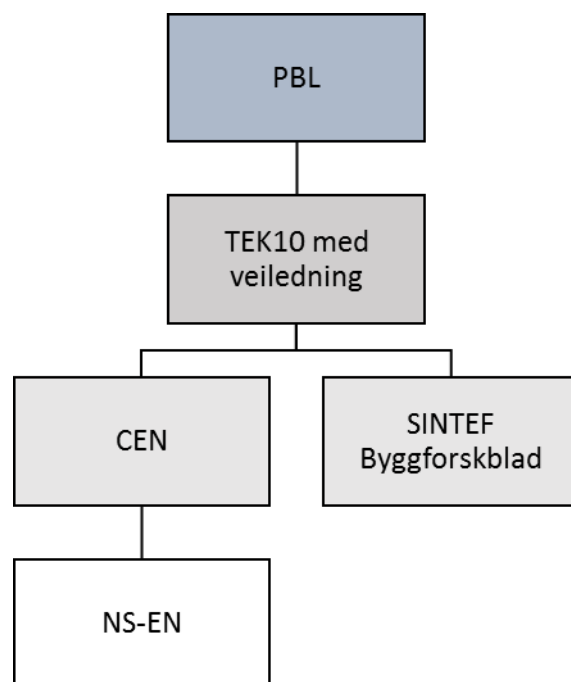 PBL
TEK10 med
veiledning
CEN
SINTEF
Byggforskblad
NS-EN